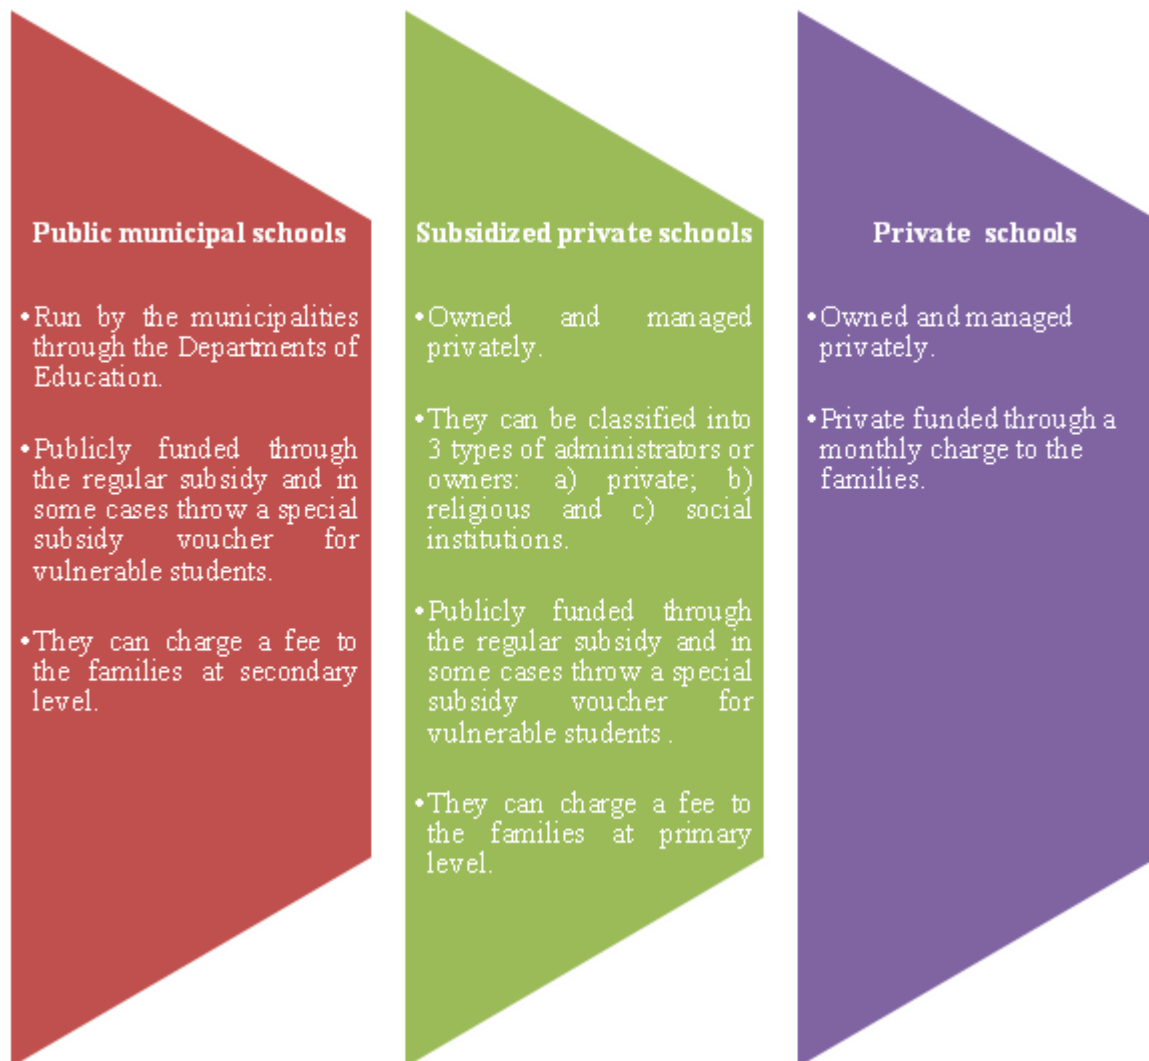 Public municipal schools
•Run by the municipalities
through the Departments of
Education.
•Publicly funded through
the regular subsidy and in
some cases throw a special
subsidy voucher for
vulnerable students.
•They can charge a fee to
the families at secondary
level.
Subsidized private schools
•Owned and managed
privately.
•They can be classified into
3 types of administrators or
owners: a) private; b)
religious and c) social
institutions.
•Publicly funded through
the regular subsidy and in
some cases throw a special
subsidy voucher for
vulnerable students .
•They can charge a fee to
the families at primary
level.
Private schools
•Owned and managed
privately.
•Private funded through a
monthly charge to the
families.